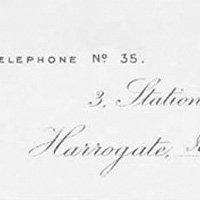 ELEPHONE Nº 35.
3, Station
Harrogate,